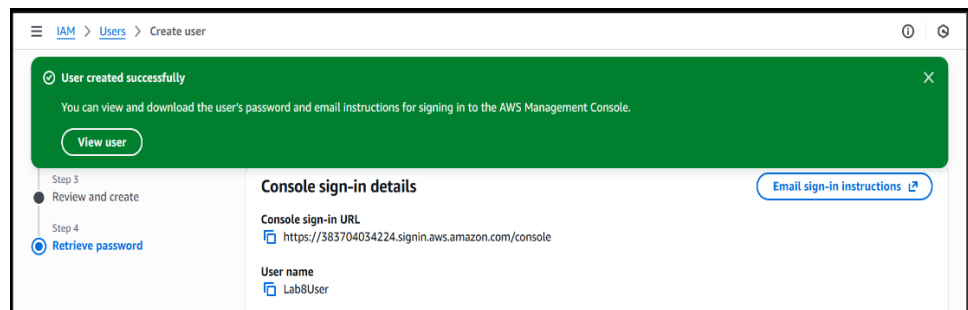 IAM > Users > Create user
User created successfully
You can view and download the user's password and email instructions for signing in to the AWS Management Console.
View user
Step 3
Review and create
Step 4
Retrieve password
Console sign-in details
Email sign-in instructions
Console sign-in URL
https://383704034224.signin.aws.amazon.com/console
User name
Lab8User